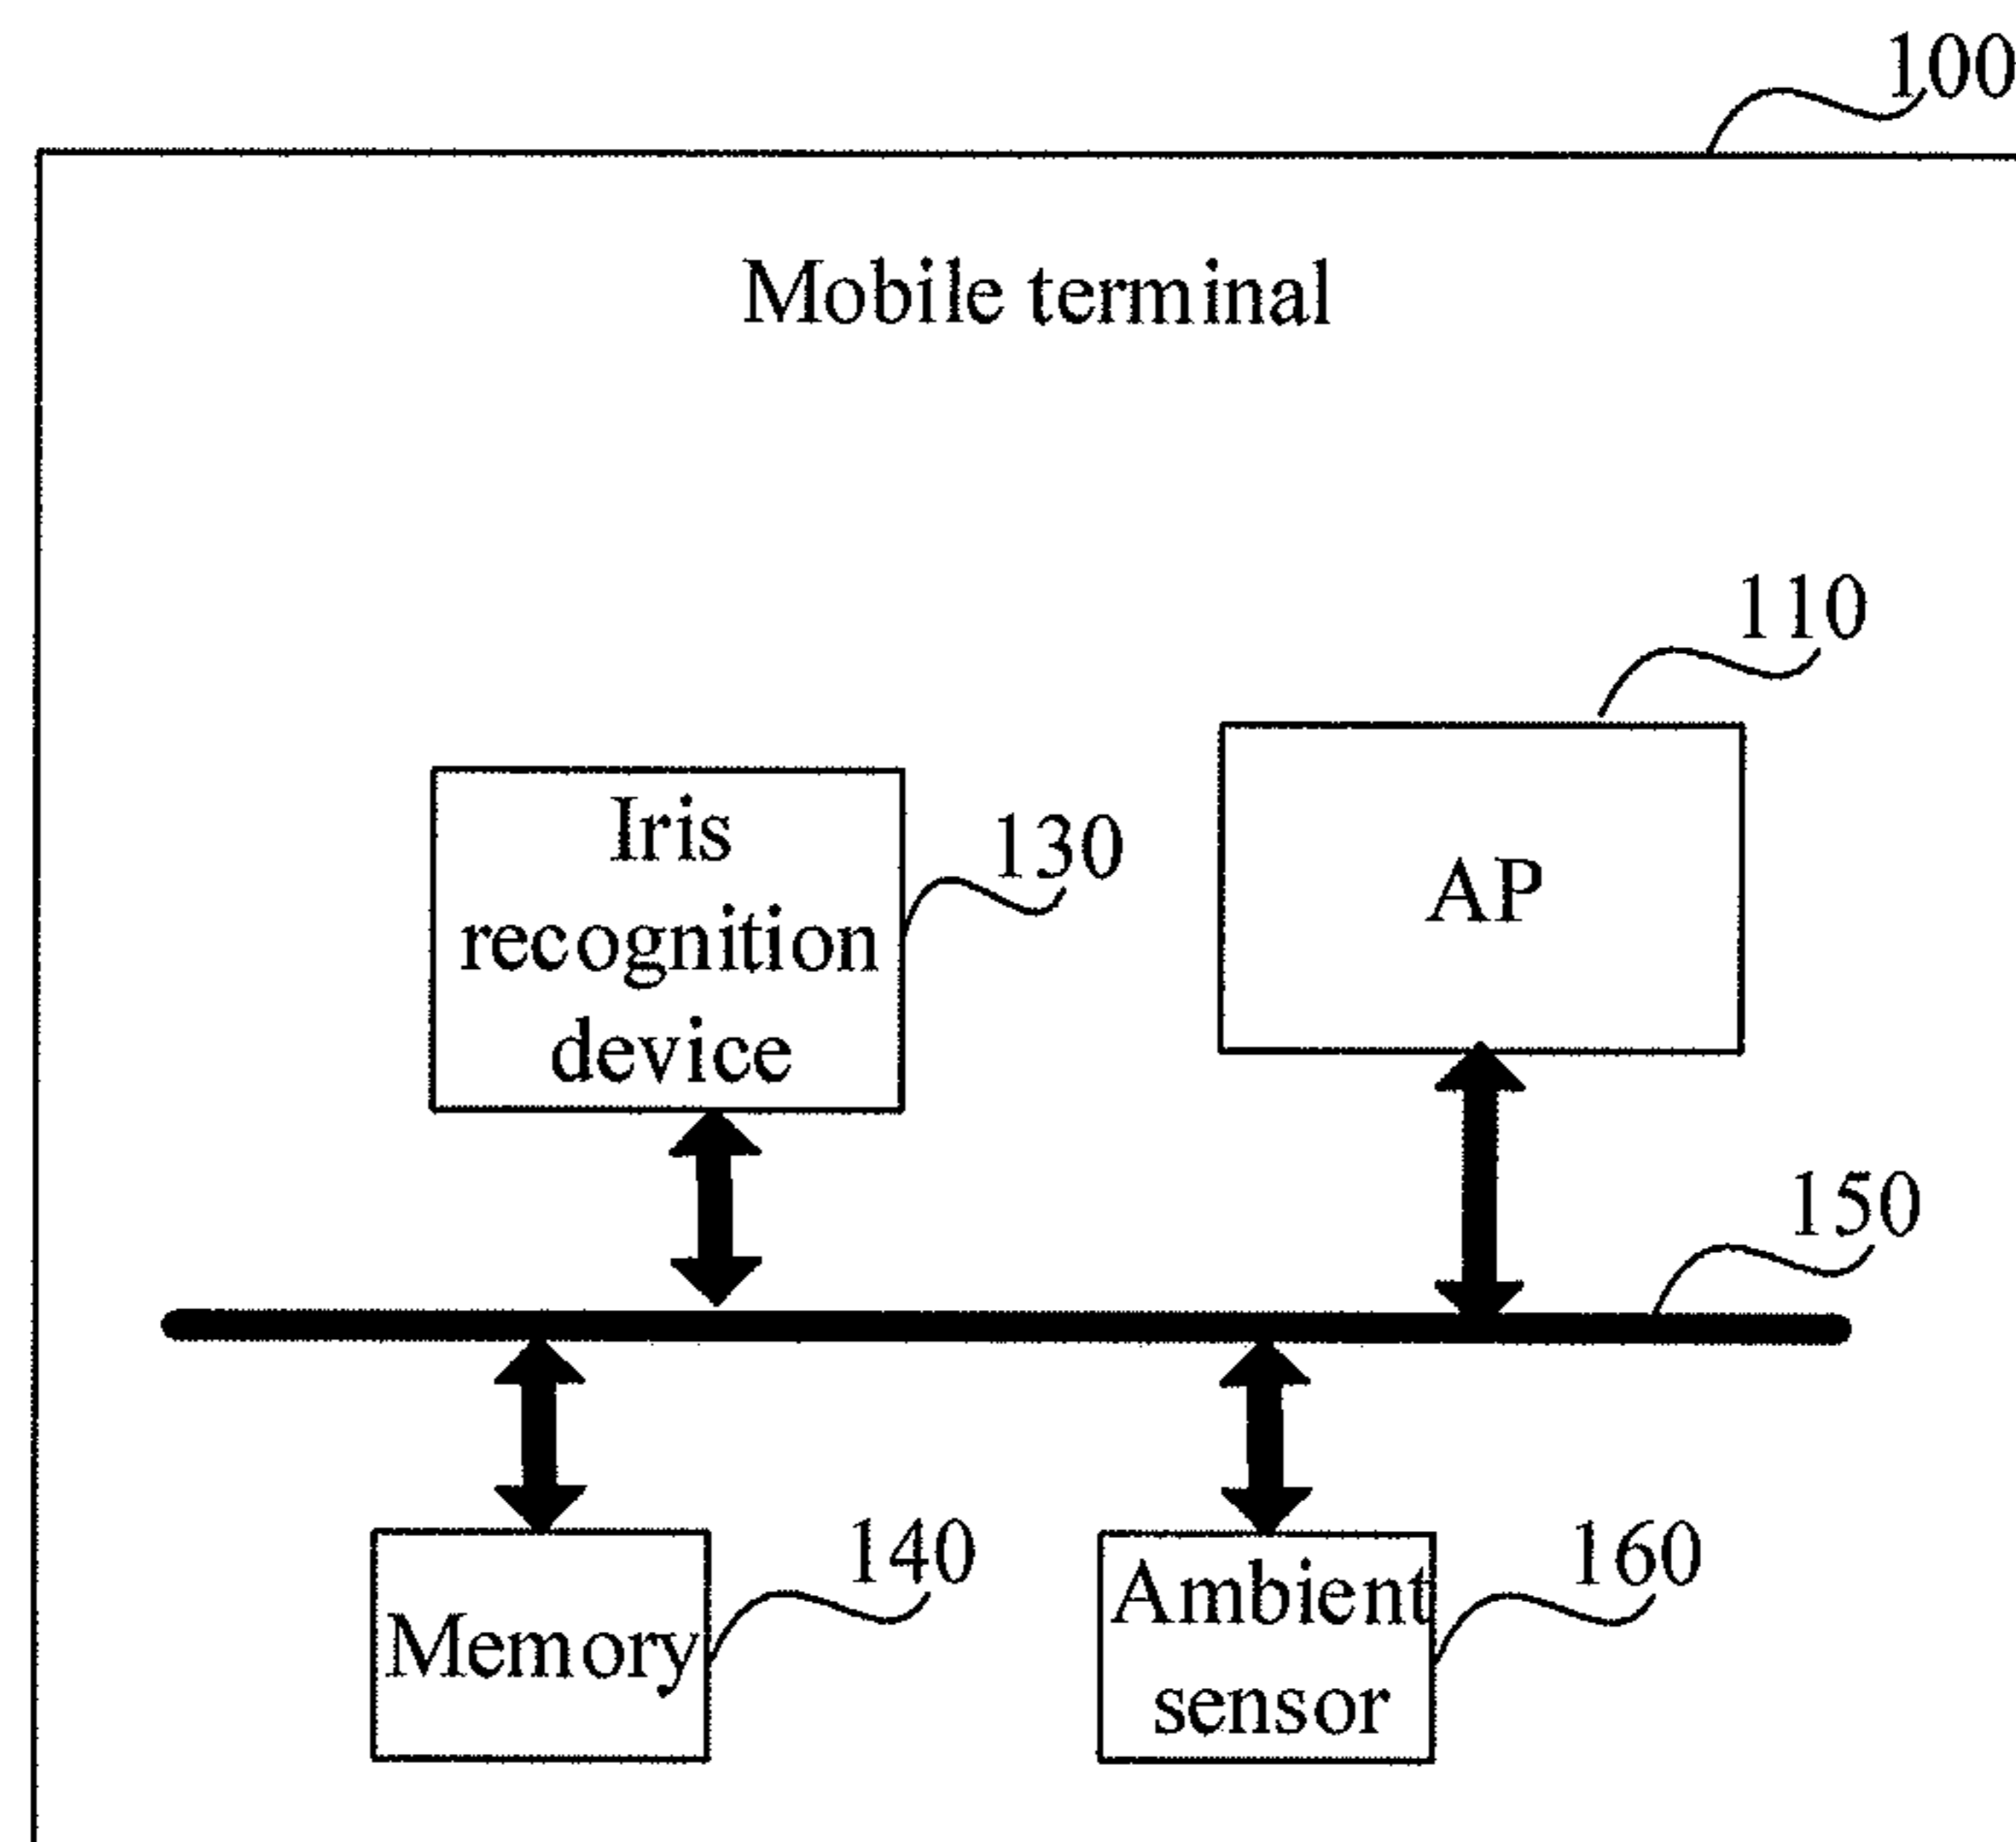 100
Mobile terminal
110
Iris
recognition
device
130
AP
150
140
Memory
160
Ambient
sensor